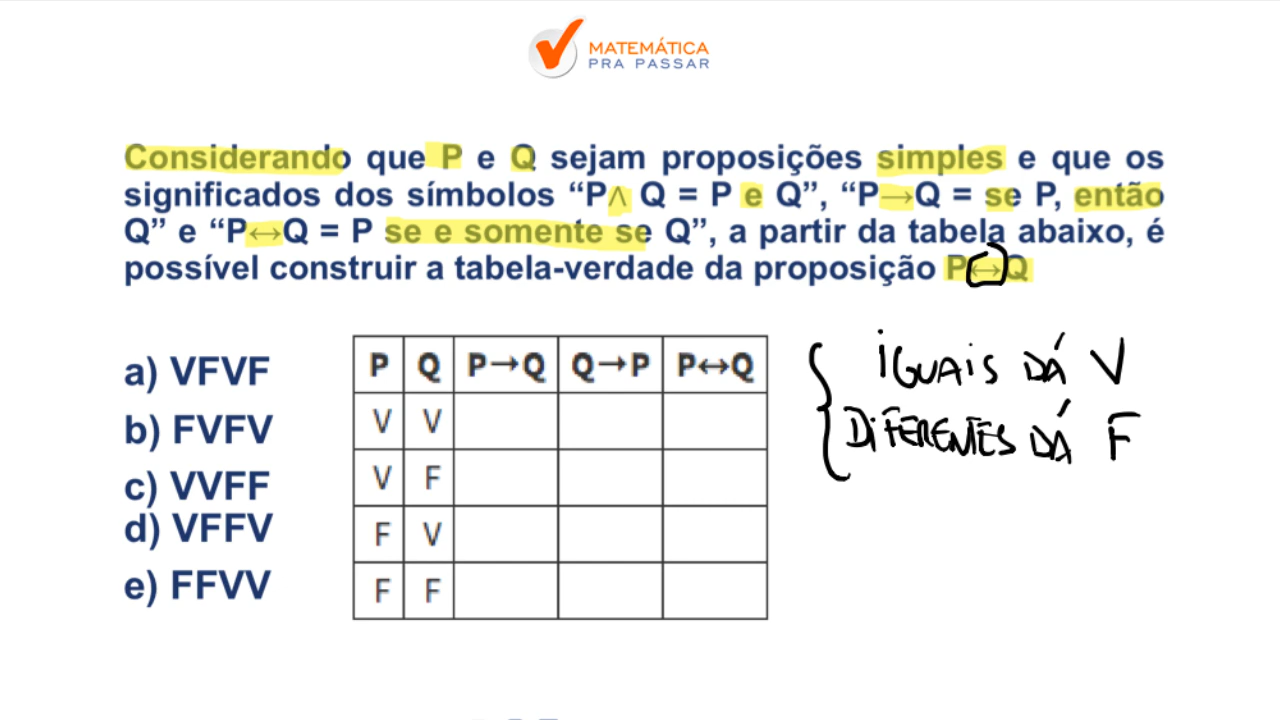 MATEMÁTICA
PRA PASSAR
Considerando que P e Q sejam proposições simples e que os
significados dos símbolos “P∧ Q = P e Q”, “P→Q = se P, então
Q” e “P↔Q = P se e somente se Q”, a partir da tabela abaixo, é
possível construir a tabela-verdade da proposição P↔Q
a) VFVF
b) FVFV
c) VVFF
d) VFFV
e) FFVV
P Q P→Q Q→P P↔Q
V V
V F
F V
F F
IGUAIS DÁ V
DIFERENTES DÁ F